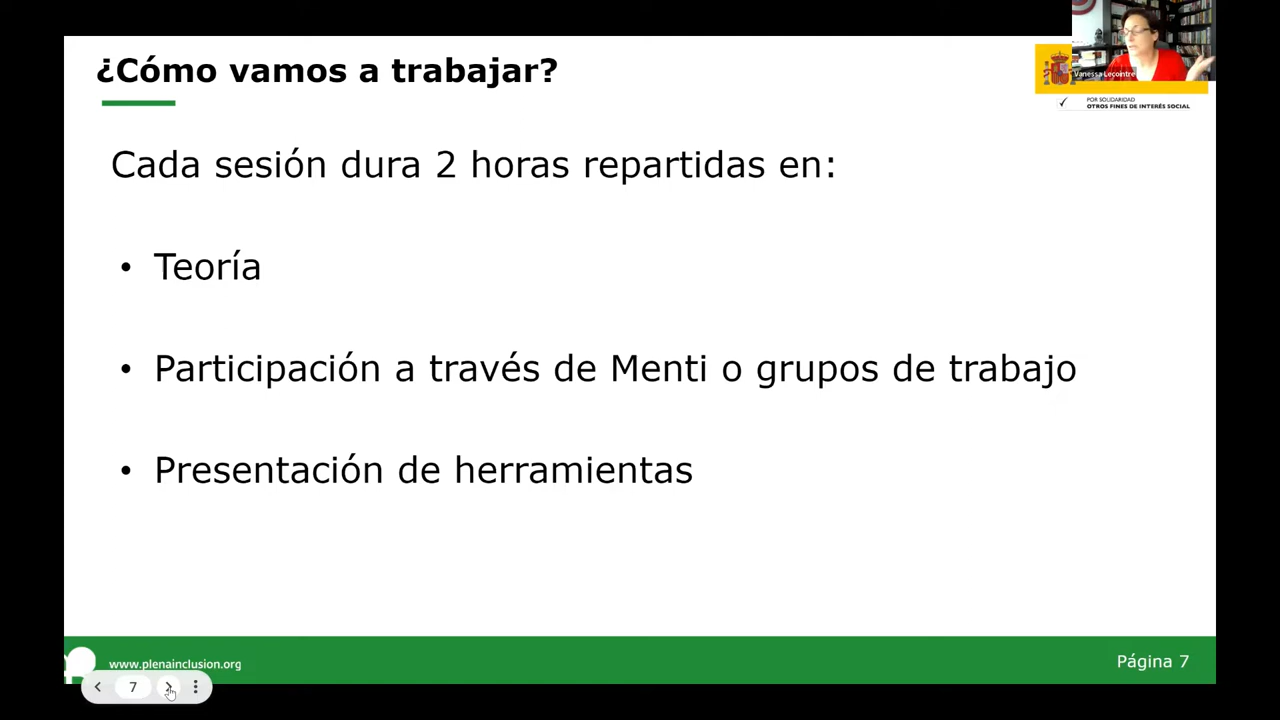 ¿Cómo vamos a trabajar?
Vanessa Lecointre
POR SOLIDARIDAD
OTROS FINES DE INTERÉS SOCIAL
Cada sesión dura 2 horas repartidas en:
• Teoría
• Participación a través de Menti o grupos de trabajo
• Presentación de herramientas
www.plenainclusion.org
Página 7
7